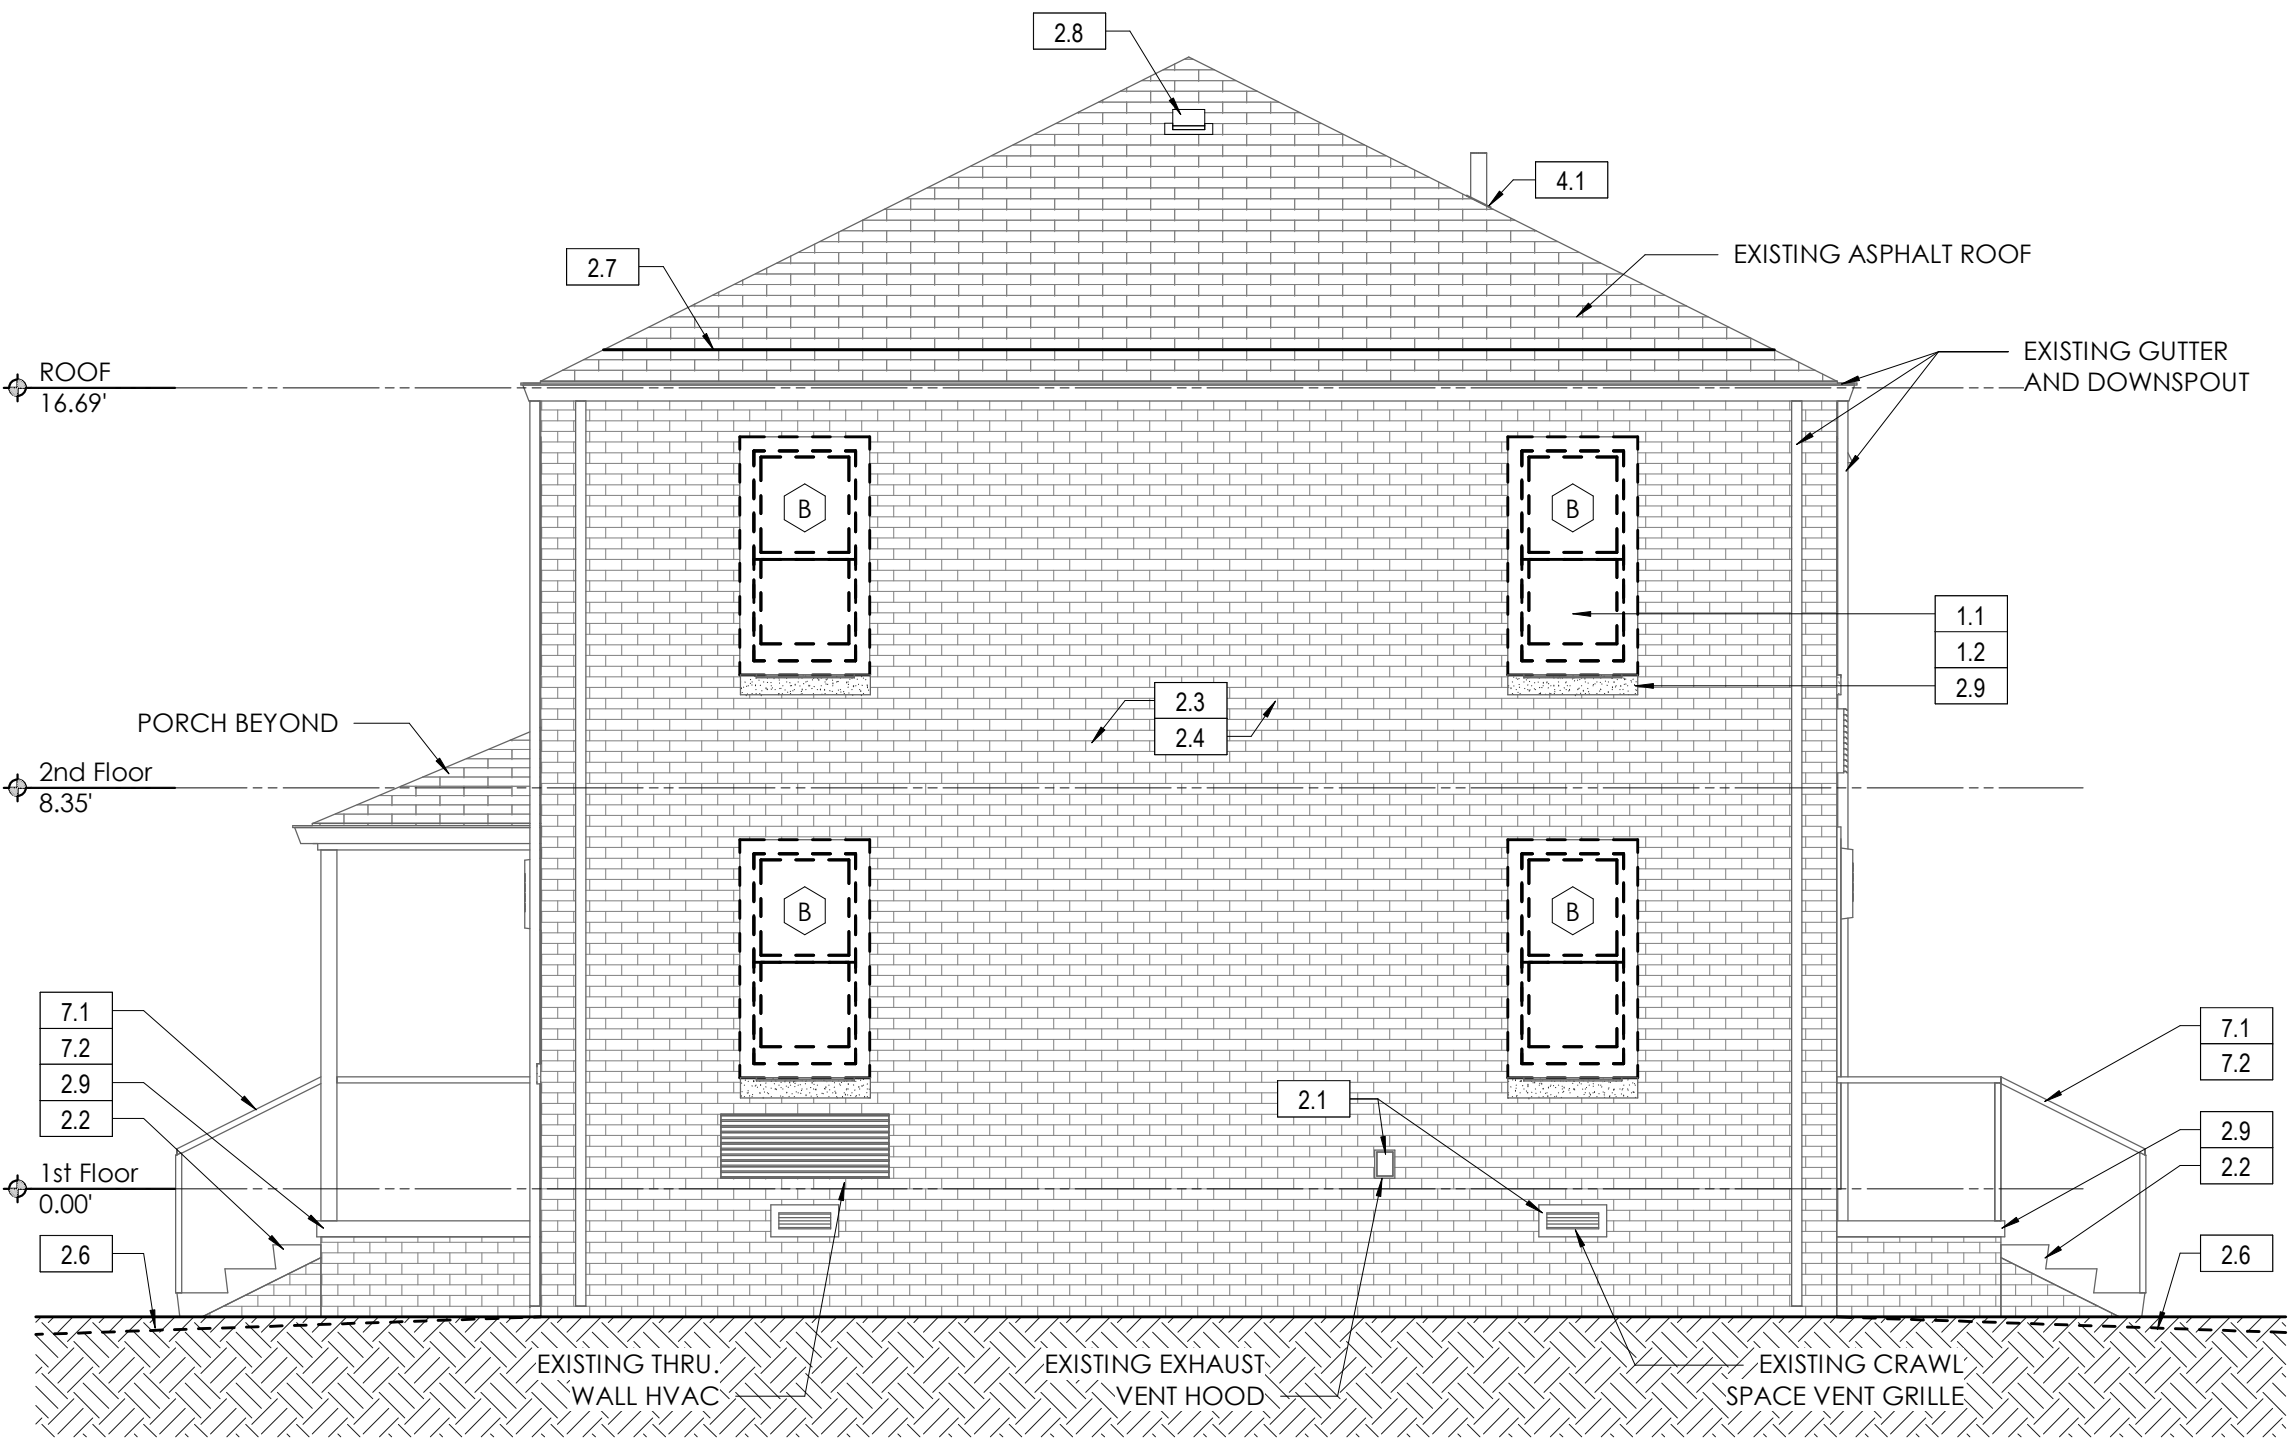 2.8
4.1
EXISTING ASPHALT ROOF
2.7
EXISTING GUTTER
AND DOWNSPOUT
ROOF
16.69'
B
B
1.1
1.2
2.9
2.3
2.4
PORCH BEYOND
2nd Floor
8.35'
B
B
7.1
7.2
2.9
2.2
7.1
7.2
2.1
2.9
2.2
1st Floor
0.00'
2.6
2.6
EXISTING THRU.
WALL HVAC
EXISTING EXHAUST
VENT HOOD
EXISTING CRAWL
SPACE VENT GRILLE